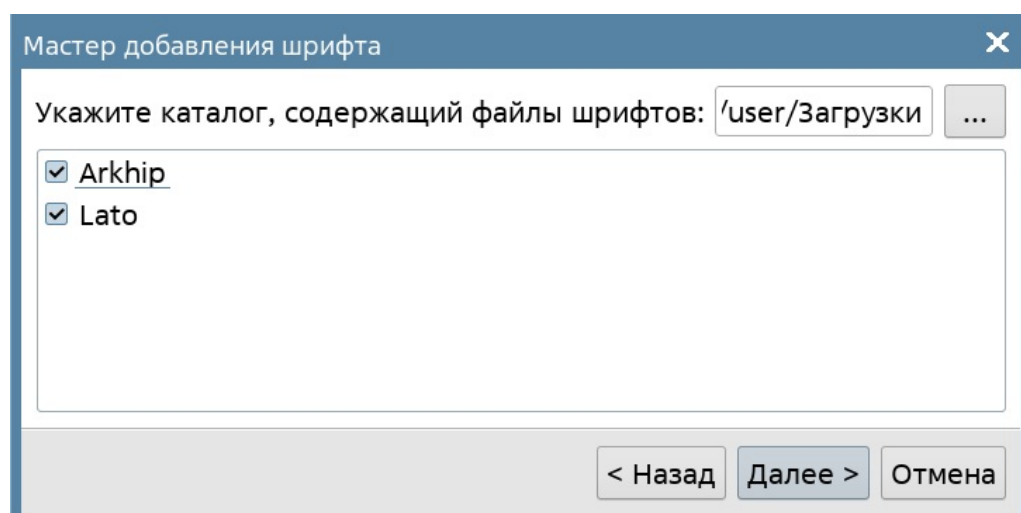 Мастер добавления шрифта
Укажите каталог, содержащий файлы шрифтов: /user/Загрузки ...
Arkhip
Lato
< Назад Далее > Отмена